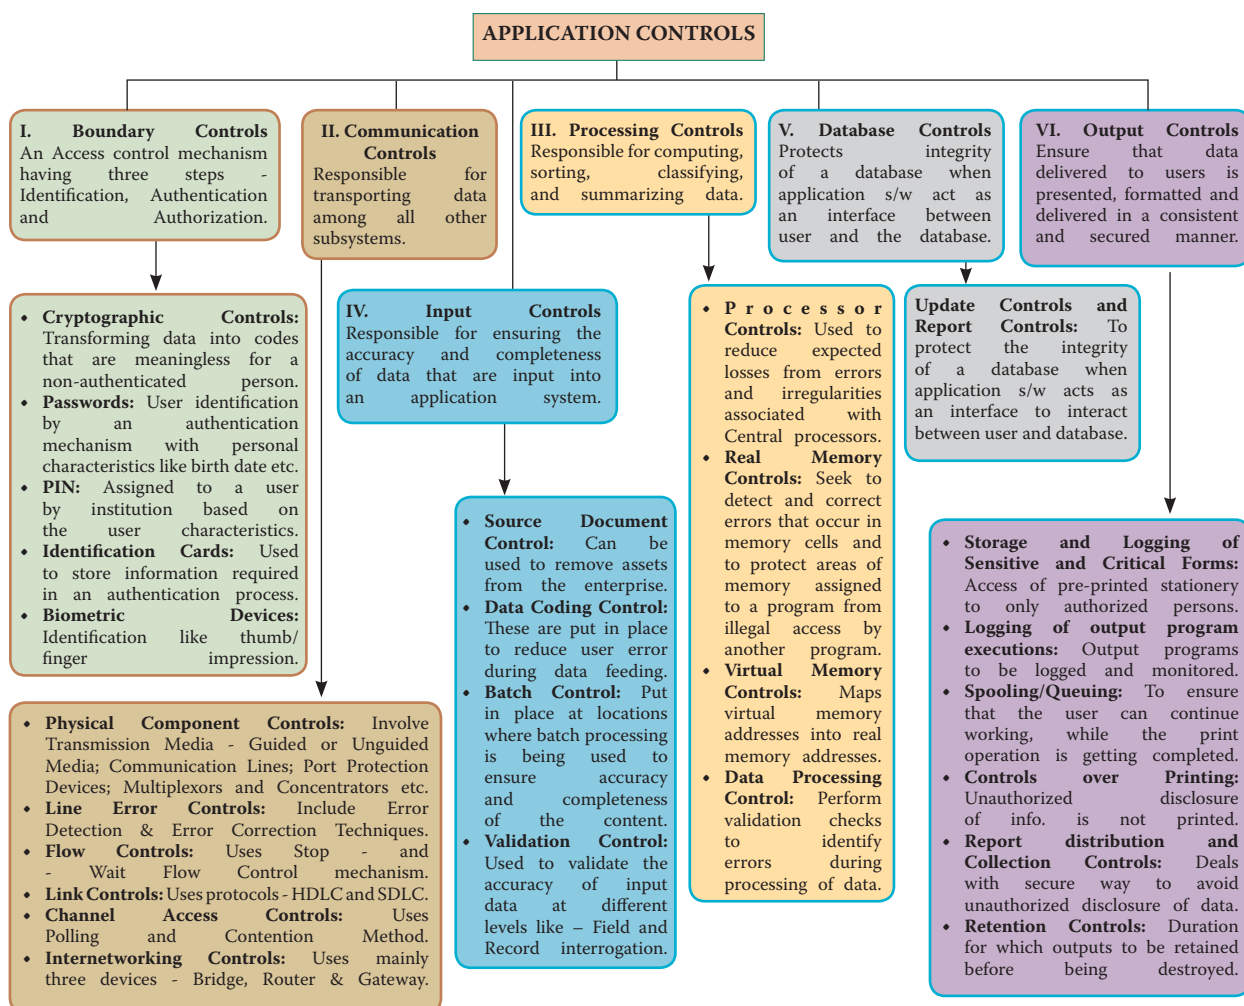 APPLICATION CONTROLS
I. Boundary Controls
An Access control mechanism
having three steps -
Identification, Authentication
and Authorization.
II. Communication
Controls
Responsible for
transporting data
among all other
subsystems.
III. Processing Controls
Responsible for computing,
sorting, classifying,
and summarizing data.
V. Database Controls
Protects integrity
of a database when
application s/w act as
an interface between
user and the database.
VI. Output Controls
Ensure that data
delivered to users is
presented, formatted and
delivered in a consistent
and secured manner.
• Cryptographic Controls:
Transforming data into codes
that are meaningless for a
non-authenticated person.
• Passwords: User identification
by an authentication
mechanism with personal
characteristics like birth date etc.
• PIN: Assigned to a user
by institution based on
the user characteristics.
• Identification Cards: Used
to store information required
in an authentication process.
• Biometric Devices:
Identification like thumb/
finger impression.
IV. Input Controls
Responsible for ensuring the
accuracy and completeness
of data that are input into
an application system.
• Processor
Controls: Used to
reduce expected
losses from errors
and irregularities
associated with
Central processors.
• Real Memory
Controls: Seek to
detect and correct
errors that occur in
memory cells and
to protect areas of
memory assigned
to a program from
illegal access by
another program.
• Virtual Memory
Controls: Maps
virtual memory
addresses into real
memory addresses.
• Data Processing
Control: Perform
validation checks
to identify
errors during
processing of data.
Update Controls and
Report Controls: To
protect the integrity
of a database when
application s/w acts as
an interface to interact
between user and database.
• Source Document
Control: Can be
used to remove assets
from the enterprise.
• Data Coding Control:
These are put in place
to reduce user error
during data feeding.
• Batch Control: Put
in place at locations
where batch processing
is being used to
ensure accuracy
and completeness
of the content.
• Validation Control:
Used to validate the
accuracy of input
data at different
levels like – Field and
Record interrogation.
• Storage and Logging of
Sensitive and Critical Forms:
Access of pre-printed stationery
to only authorized persons.
• Logging of output program
executions: Output programs
to be logged and monitored.
• Spooling/Queuing: To ensure
that the user can continue
working, while the print
operation is getting completed.
• Controls over Printing:
Unauthorized disclosure
of info. is not printed.
• Report distribution and
Collection Controls: Deals
with secure way to avoid
unauthorized disclosure of data.
• Retention Controls: Duration
for which outputs to be retained
before being destroyed.
• Physical Component Controls: Involve
Transmission Media - Guided or Unguided
Media; Communication Lines; Port Protection
Devices; Multiplexors and Concentrators etc.
• Line Error Controls: Include Error
Detection & Error Correction Techniques.
• Flow Controls: Uses Stop - and
- Wait Flow Control mechanism.
• Link Controls: Uses protocols - HDLC and SDLC.
• Channel Access Controls: Uses
Polling and Contention Method.
• Internetworking Controls: Uses mainly
three devices - Bridge, Router & Gateway.